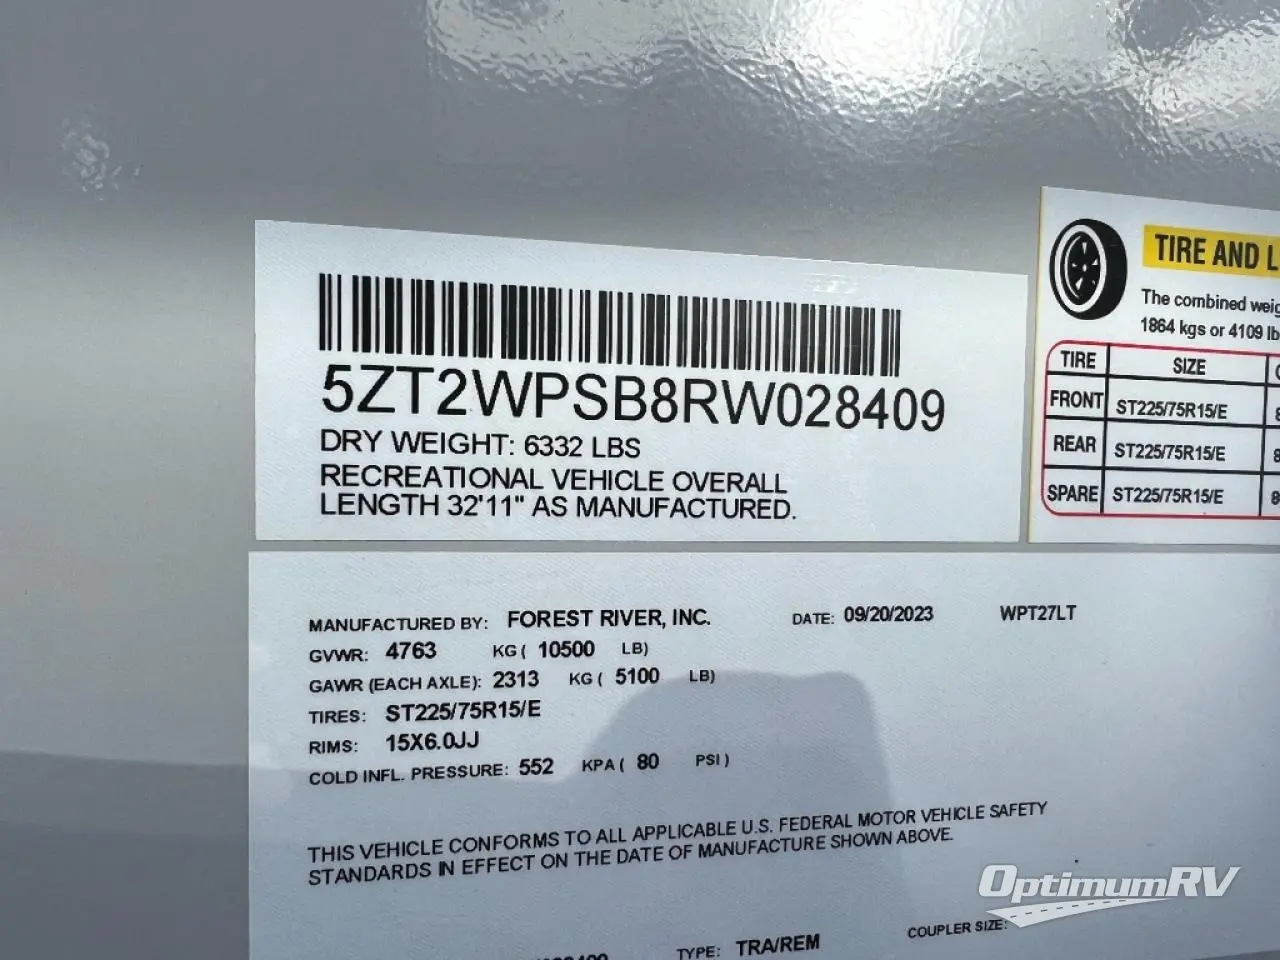 5ZT2WPSB8RW028409
DRY WEIGHT: 6332 LBS
RECREATIONAL VEHICLE OVERALL
LENGTH 32'11" AS MANUFACTURED.
TIRE AND L
The combined weig
1864 kgs or 4109 lb
TIRE SIZE
FRONT ST225/75R15/E
REAR ST225/75R15/E
SPARE ST225/75R15/E
MANUFACTURED BY: FOREST RIVER, INC. DATE: 09/20/2023 WPT27LT
GVWR: 4763 KG ( 10500 LB)
GAWR (EACH AXLE): 2313 KG ( 5100 LB)
TIRES: ST225/75R15/E
RIMS: 15X6.0JJ
COLD INFL. PRESSURE: 552 KPA ( 80 PSI )
THIS VEHICLE CONFORMS TO ALL APPLICABLE U.S. FEDERAL MOTOR VEHICLE SAFETY
STANDARDS IN EFFECT ON THE DATE OF MANUFACTURE SHOWN ABOVE.
TYPE: TRA/REM COUPLER SIZE:
OptimumRV